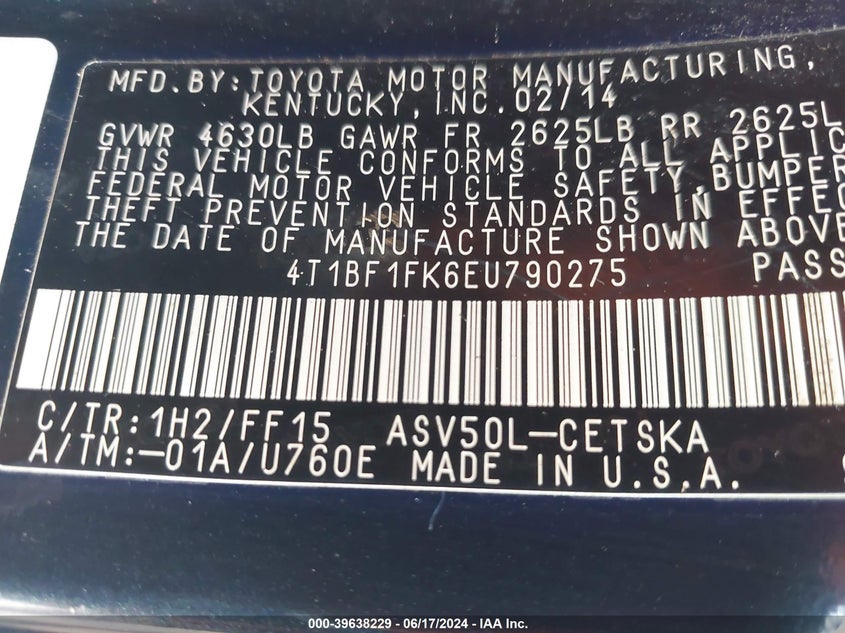 MFD.BY:TOYOTA MOTOR MANUFACTURING,
KENTUCKY,INC.02/14
GVWR 4630LB GAWR FR 2625LB RR 2625L
THIS VEHICLE CONFORMS TO ALL APPLIC
FEDERAL MOTOR VEHICLE SAFETY,BUMPER
THEFT PREVENTION STANDARDS IN EFFEC
THE DATE OF MANUFACTURE SHOWN ABOVE
4T1BF1FK6EU790275 PASS
C/TR:1H2/FF15 ASV50L-CETSKA
A/TM:-01A/U760E MADE IN U.S.A.
000-39638229 - 06/17/2024 - IAA Inc.